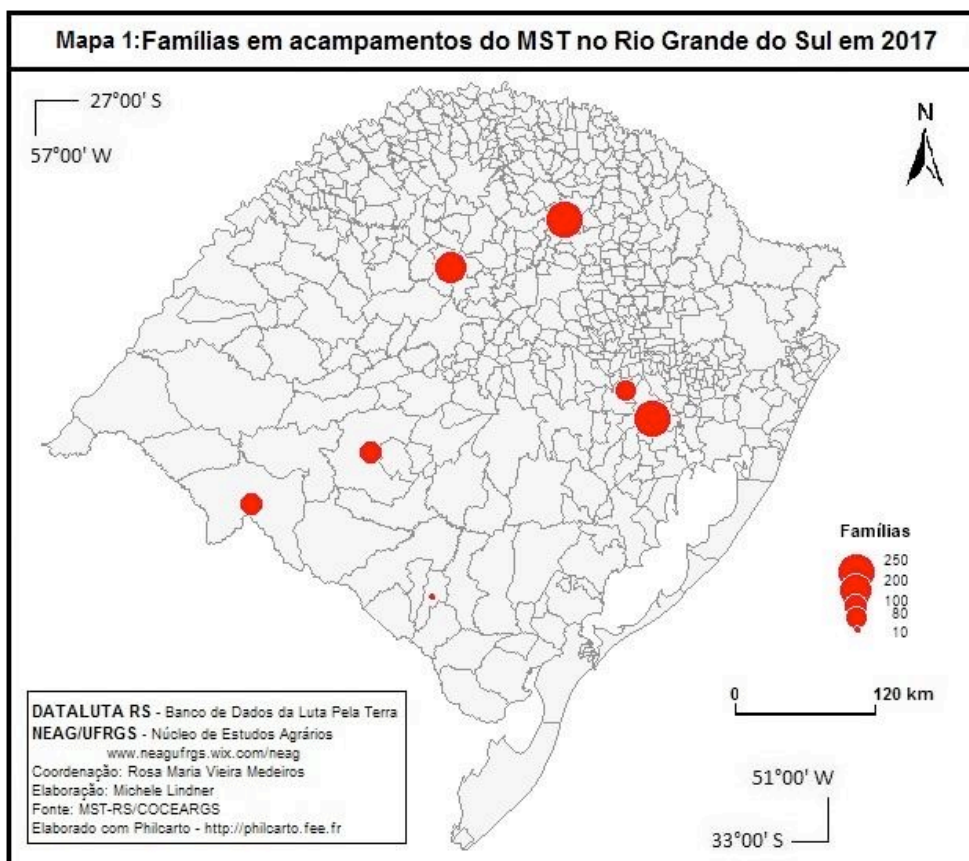 Mapa 1:Famílias em acampamentos do MST no Rio Grande do Sul em 2017
27°00' S
57°00' W
N
Famílias
250
200
100
80
10
0 120 km
DATALUTA RS - Banco de Dados da Luta Pela Terra
NEAG/UFRGS - Núcleo de Estudos Agrários
www.neagufrgs.wix.com/neag
Coordenação: Rosa Maria Vieira Medeiros
Elaboração: Michele Lindner
Fonte: MST-RS/COCEARGS
Elaborado com Philcarto - http://philcarto.fee.fr
51°00' W
33°00' S